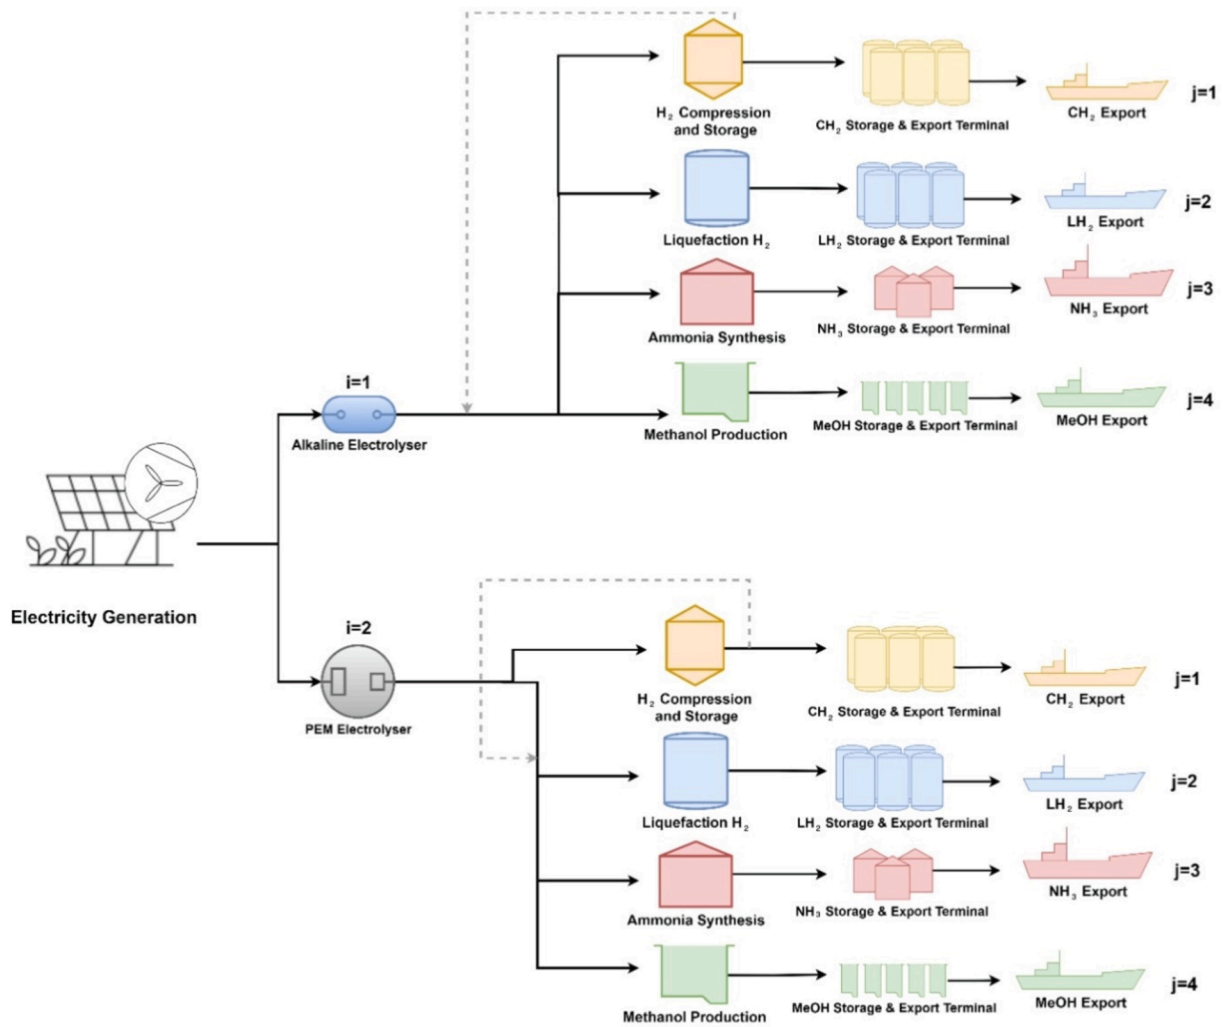 H₂ Compression
and Storage
CH₂ Storage & Export Terminal
CH₂ Export
j=1
Liquefaction H₂
LH₂ Storage & Export Terminal
LH₂ Export
j=2
Ammonia Synthesis
NH₃ Storage & Export Terminal
NH₃ Export
j=3
i=1
Alkaline Electrolyser
Methanol Production
MeOH Storage & Export Terminal
MeOH Export
j=4
Electricity Generation
i=2
PEM Electrolyser
H₂ Compression
and Storage
CH₂ Storage & Export Terminal
CH₂ Export
j=1
Liquefaction H₂
LH₂ Storage & Export Terminal
LH₂ Export
j=2
Ammonia Synthesis
NH₃ Storage & Export Terminal
NH₃ Export
j=3
Methanol Production
MeOH Storage & Export Terminal
MeOH Export
j=4